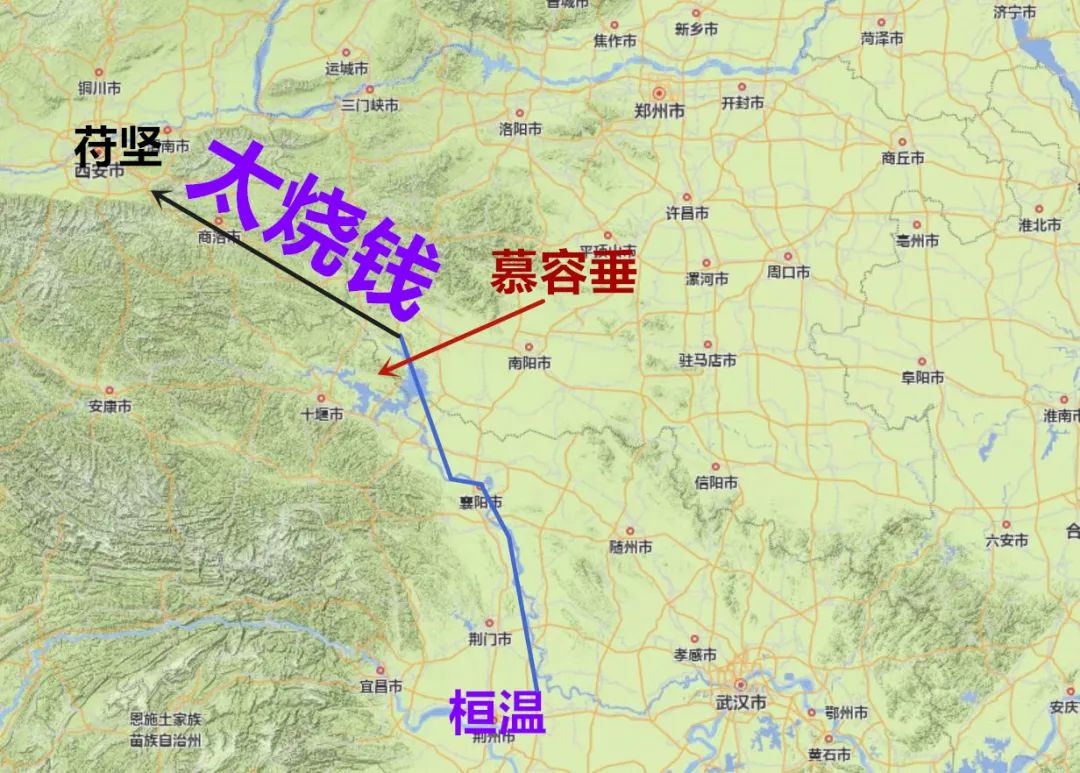 晋城市
济宁市
焦作市
新乡市
菏泽市
运城市
铜川市
三门峡市
郑州市
开封市
洛阳市
苻坚
渭南市
西安市
商丘市
太烧钱
商洛市
许昌市
淮北市
亳州市
平顶山市
慕容垂
漯河市
周口市
南阳市
驻马店市
阜阳市
安康市
十堰市
淮南市
信阳市
襄阳市
随州市
六安市
合
荆门市
孝感市
宜昌市
武汉市
桓温
荆州市
鄂州市
安庆市
恩施土家族
苗族自治州
黄石市